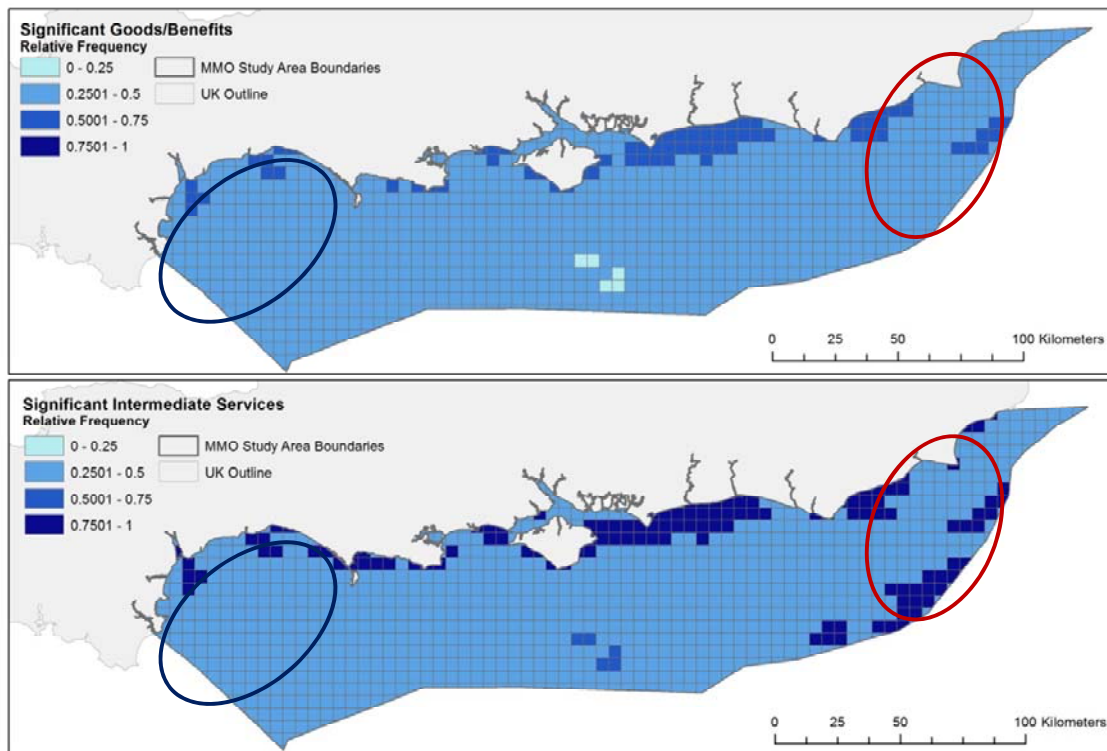 Significant Goods/Benefits
Relative Frequency
0 - 0.25
MMO Study Area Boundaries
0.2501 - 0.5
UK Outline
0.5001 - 0.75
0.7501 - 1
0 25 50 100 Kilometers
Significant Intermediate Services
Relative Frequency
0 - 0.25
MMO Study Area Boundaries
0.2501 - 0.5
UK Outline
0.5001 - 0.75
0.7501 - 1
0 25 50 100 Kilometers